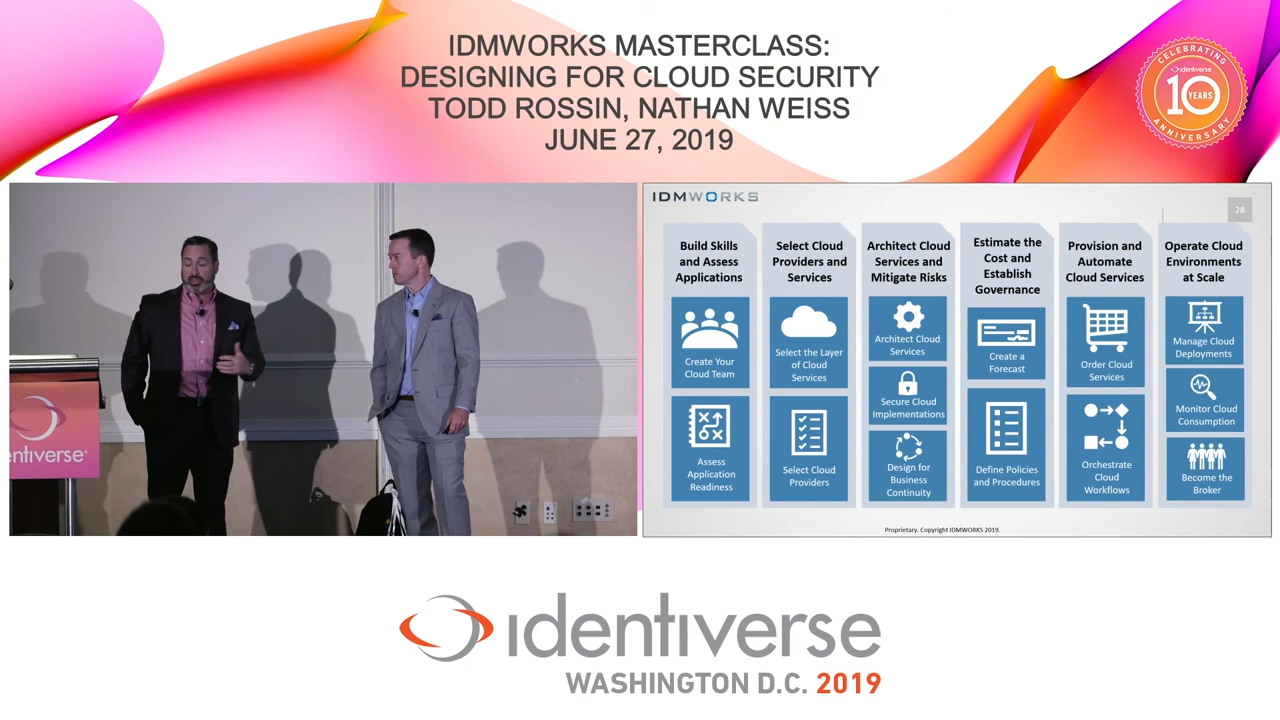 IDMWORKS MASTERCLASS:
DESIGNING FOR CLOUD SECURITY
TODD ROSSIN, NATHAN WEISS
JUNE 27, 2019
CELEBRATING
identiverse
10
YEARS
ANNIVERSARY
entiverse
IDMWORKS
28
Build Skills
and Assess
Applications
Create Your
Cloud Team
Assess
Application
Readiness
Select Cloud
Providers and
Services
Select the Layer
of Cloud
Services
Select Cloud
Providers
Architect Cloud
Services and
Mitigate Risks
Architect Cloud
Services
Secure Cloud
Implementations
Design for
Business
Continuity
Estimate the
Cost and
Establish
Governance
Create a
Forecast
Define Policies
and Procedures
Provision and
Automate
Cloud Services
Order Cloud
Services
Orchestrate
Cloud
Workflows
Operate Cloud
Environments
at Scale
Manage Cloud
Deployments
Monitor Cloud
Consumption
Become the
Broker
Proprietary. Copyright IDMWORKS 2019.
identiverse
WASHINGTON D.C. 2019